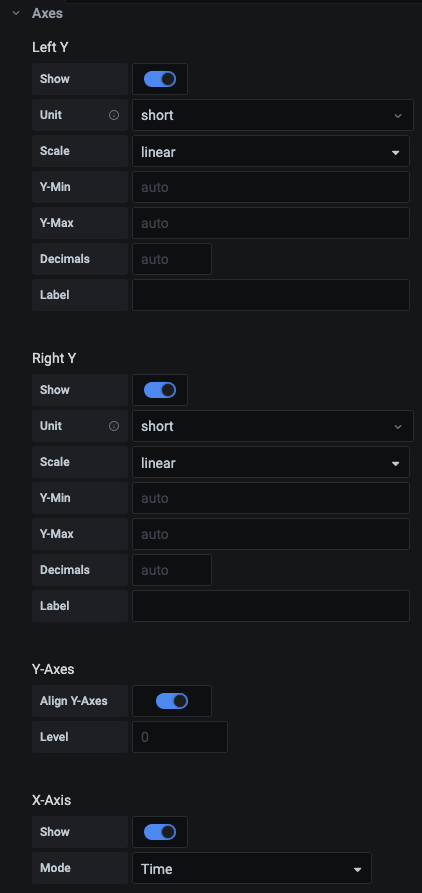 Axes
Left Y
Show
Unit short
Scale linear
Y-Min auto
Y-Max auto
Decimals auto
Label
Right Y
Show
Unit short
Scale linear
Y-Min auto
Y-Max auto
Decimals auto
Label
Y-Axes
Align Y-Axes
Level 0
X-Axis
Show
Mode Time